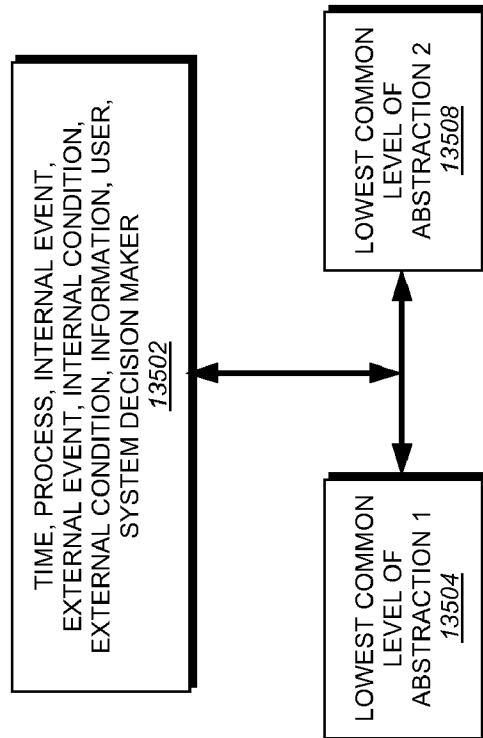 TIME, PROCESS, INTERNAL EVENT,
EXTERNAL EVENT, INTERNAL CONDITION,
EXTERNAL CONDITION, INFORMATION, USER,
SYSTEM DECISION MAKER
13502
LOWEST COMMON
LEVEL OF
ABSTRACTION 1
13504
LOWEST COMMON
LEVEL OF
ABSTRACTION 2
13508